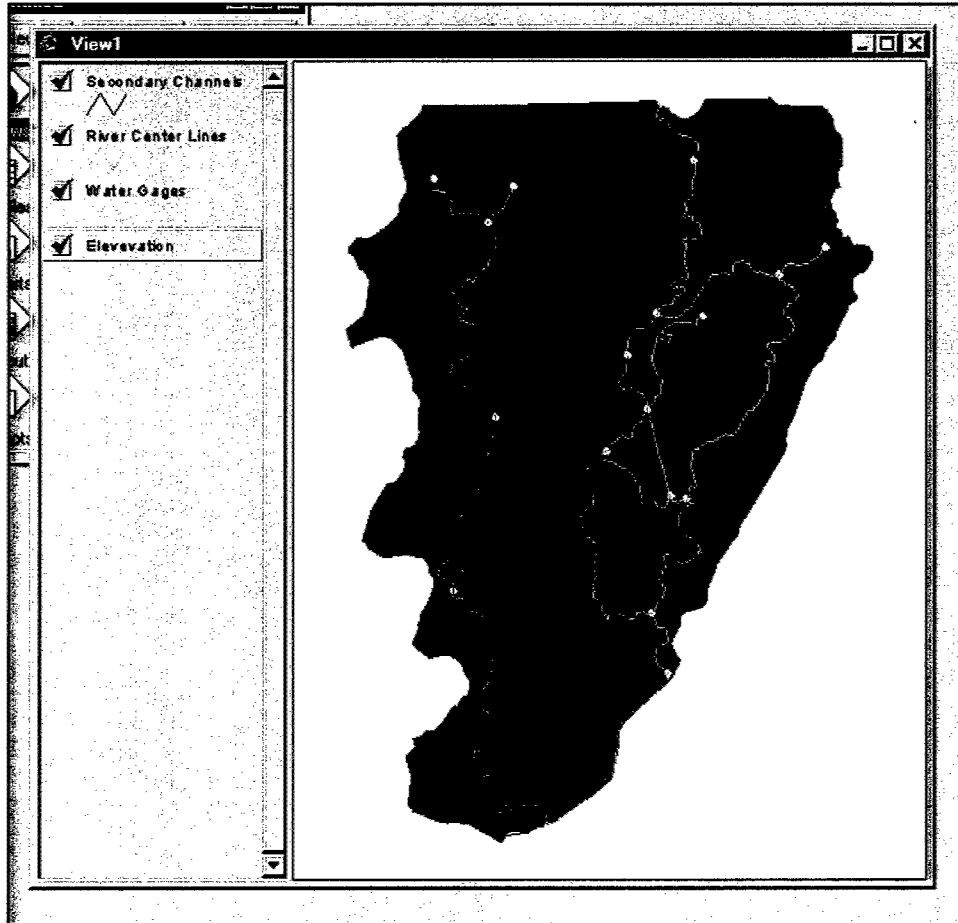 View1
Secondary Channels
River Center Lines
Water Gages
Elevevation